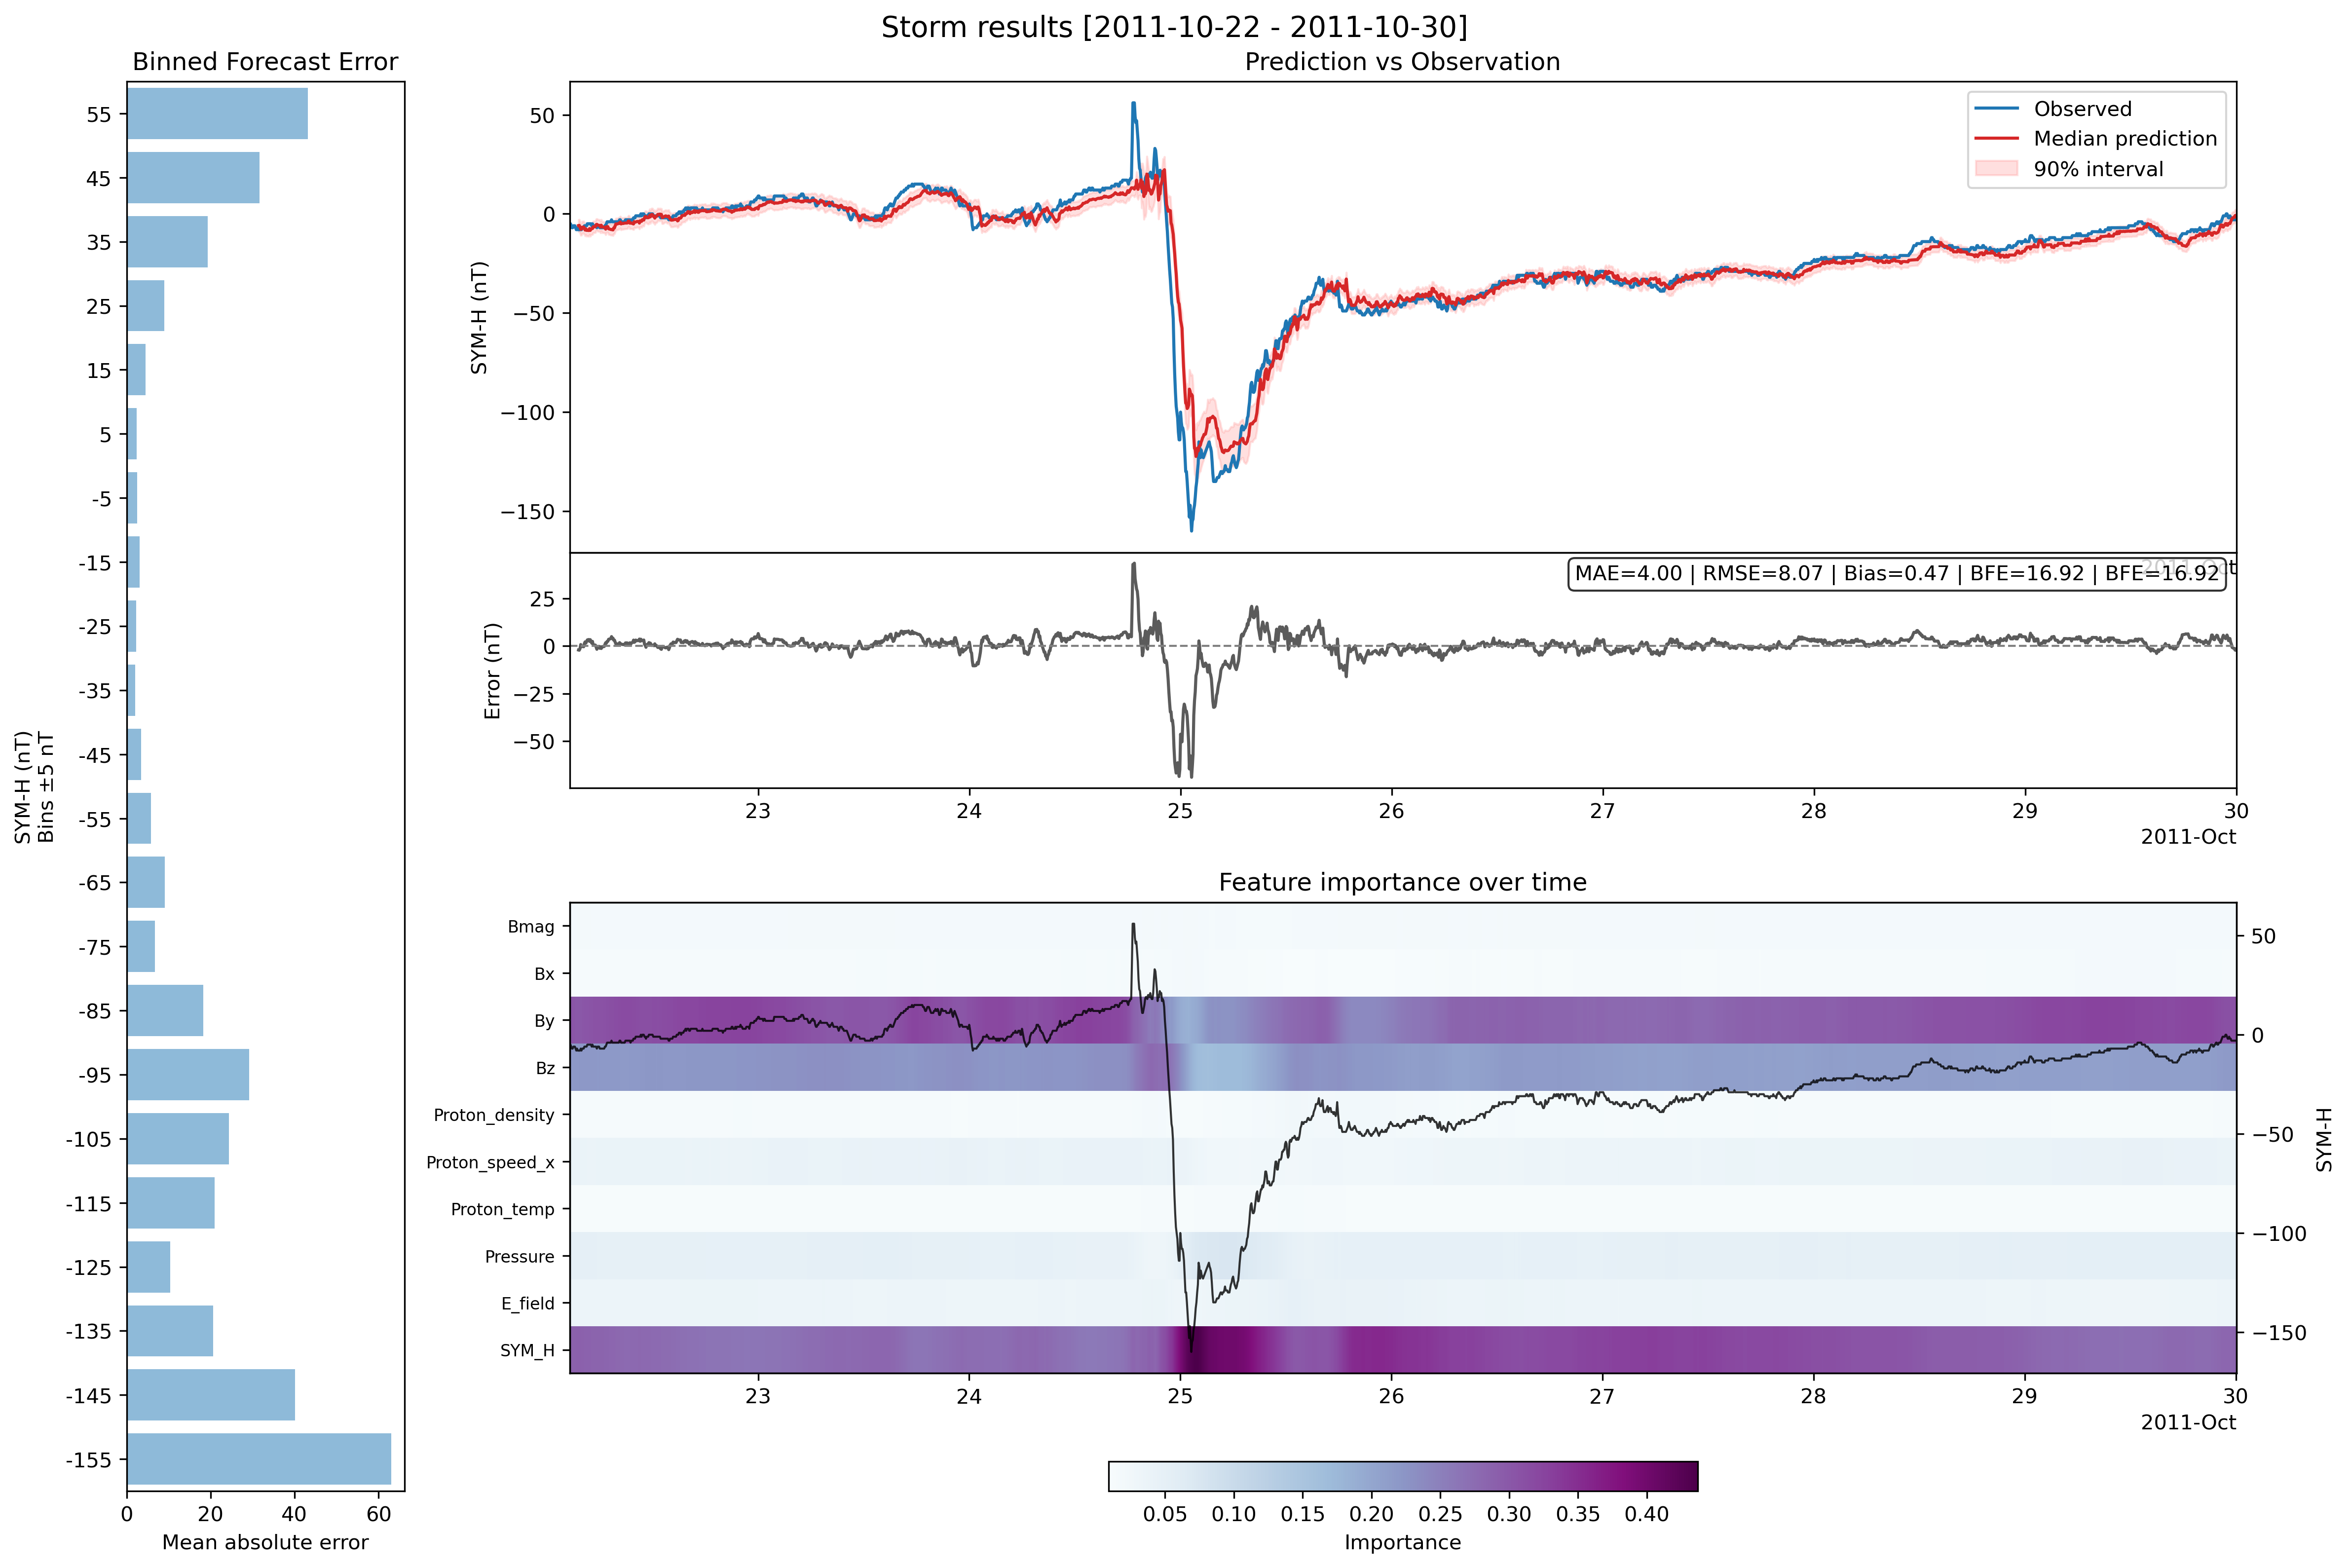 Storm results [2011-10-22 - 2011-10-30]
Binned Forecast Error
55
45
35
25
15
5
-5
-15
-25
-35
-45
-55
-65
-75
-85
-95
-105
-115
-125
-135
-145
-155
SYM-H (nT)
Bins ±5 nT
0 20 40 60
Mean absolute error
Prediction vs Observation
Observed
Median prediction
90% interval
50
0
−50
−100
−150
SYM-H (nT)
2011-Oct
MAE=4.00 | RMSE=8.07 | Bias=0.47 | BFE=16.92 | BFE=16.92
25
0
−25
−50
Error (nT)
23 24 25 26 27 28 29 30
2011-Oct
Feature importance over time
Bmag
Bx
By
Bz
Proton_density
Proton_speed_x
Proton_temp
Pressure
E_field
SYM_H
50
0
−50
−100
−150
SYM-H
23 24 25 26 27 28 29 30
2011-Oct
0.05 0.10 0.15 0.20 0.25 0.30 0.35 0.40
Importance